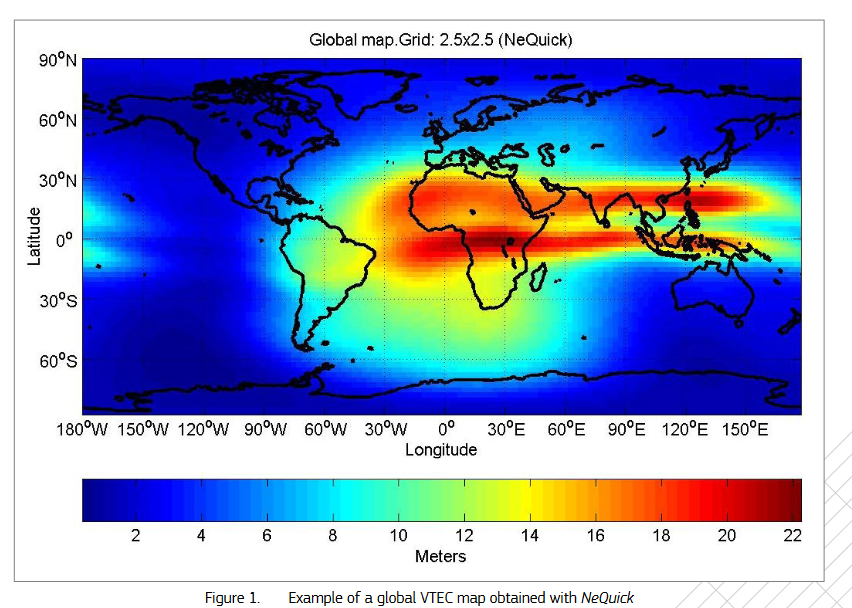 Global map.Grid: 2.5x2.5 (NeQuick)
90°N
60°N
30°N
0°
30°S
60°S
Latitude
180°W 150°W 120°W 90°W 60°W 30°W 0° 30°E 60°E 90°E 120°E 150°E
Longitude
2 4 6 8 10 12 14 16 18 20 22
Meters
Figure 1. Example of a global VTEC map obtained with NeQuick